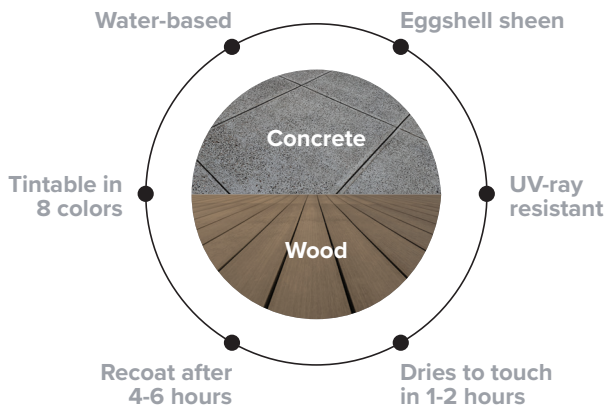 Water-based
Eggshell sheen
Concrete
Tintable in
8 colors
UV-ray
resistant
Wood
Recoat after
4-6 hours
Dries to touch
in 1-2 hours